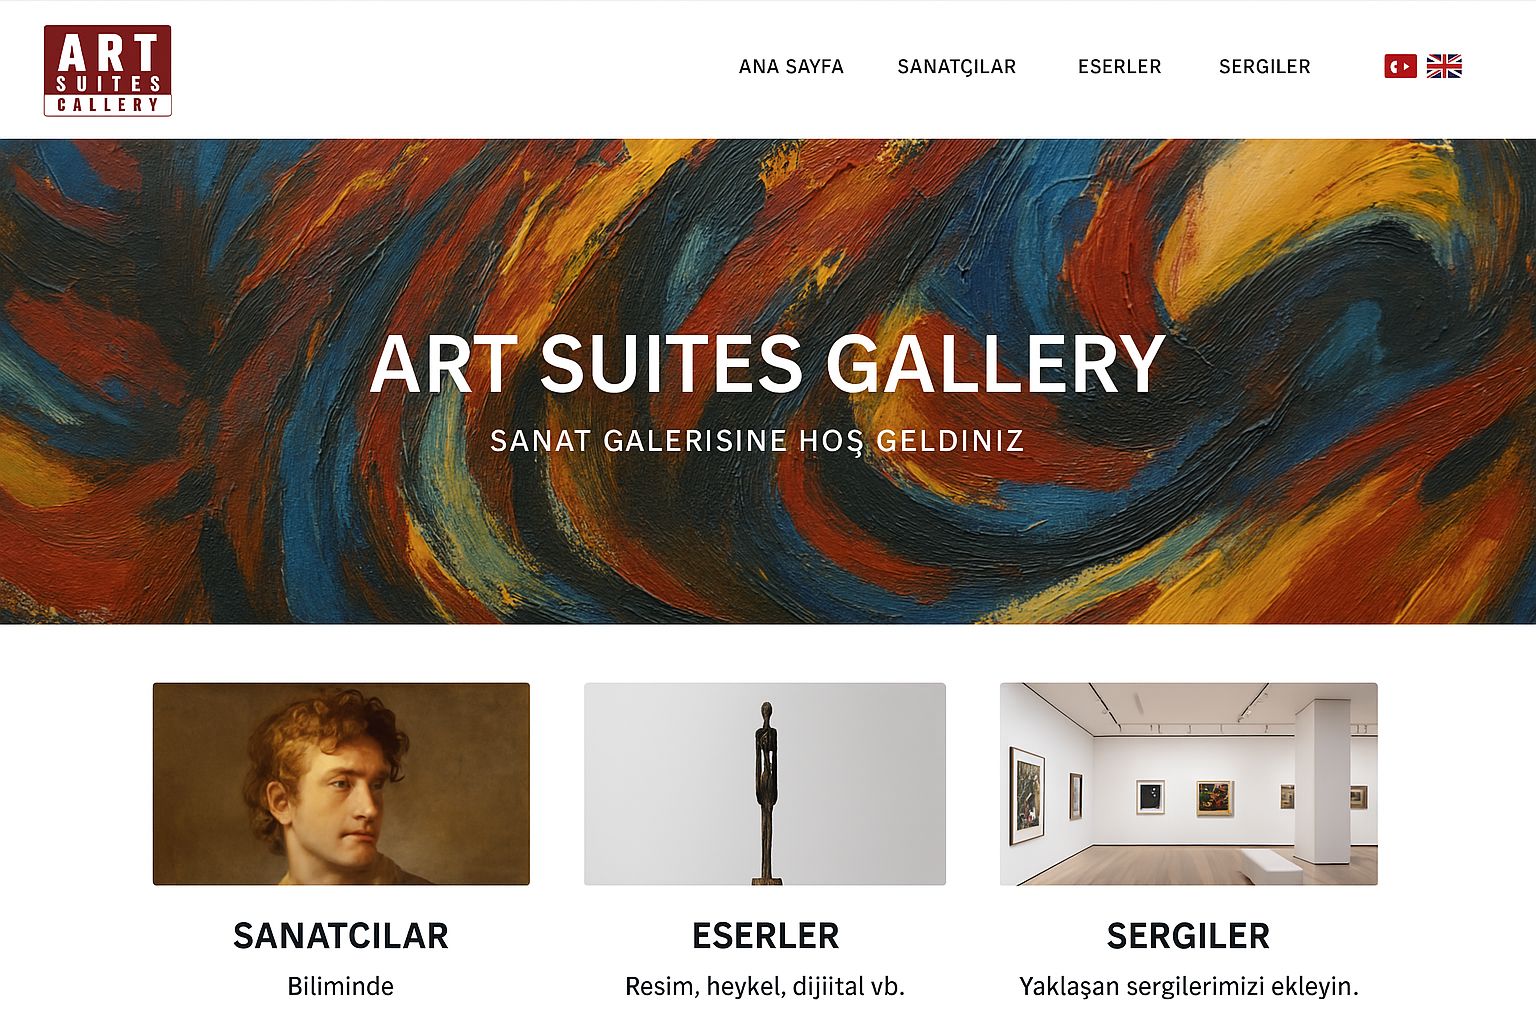 ART
SUITES
GALLERY
ANA SAYFA
SANATÇILAR
ESERLER
SERGILER
ART SUITES GALLERY
SANAT GALERISINE HOŞ GELDINIZ
SANATCILAR
Biliminde
ESERLER
Resim, heykel, dijiital vb.
SERGILER
Yaklaşan sergilerimizi ekleyin.